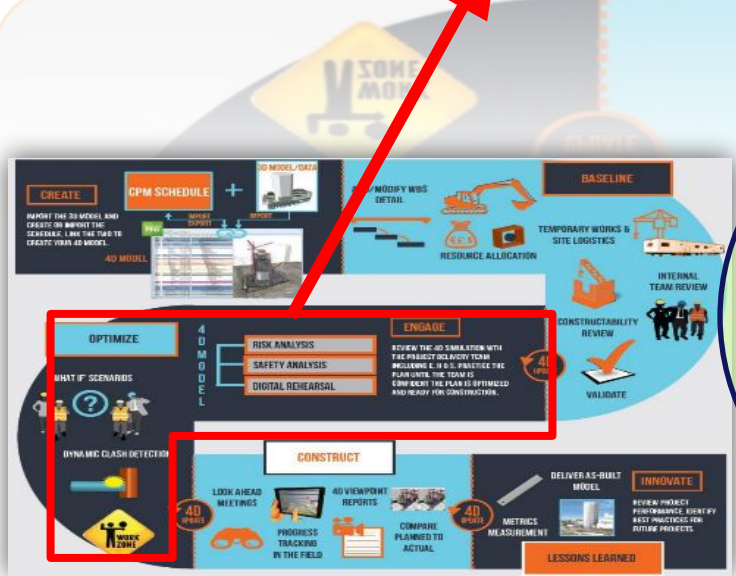 ZONE
WORK
CREATE
CPM SCHEDULE
+
3D MODEL/DATA
IMPORT THE 3D MODEL AND
CREATE OR IMPORT THE
SCHEDULE, LINK THE TWO TO
CREATE YOUR 4D MODEL.
4D MODEL
IMPORT
EXPORT
IMPORT
/MODIFY WBS
DETAIL
RESOURCE ALLOCATION
BASELINE
TEMPORARY WORKS &
SITE LOGISTICS
INTERNAL
TEAM REVIEW
CONSTRUCTABILITY
REVIEW
VALIDATE
4D
UPDATE
ENGAGE
REVIEW THE 4D SIMULATION WITH
THE PROJECT DELIVERY TEAM
INCLUDING E, H & S. PRACTICE THE
PLAN UNTIL THE TEAM IS
CONFIDENT THE PLAN IS OPTIMIZED
AND READY FOR CONSTRUCTION.
4D MODEL
RISK ANALYSIS
SAFETY ANALYSIS
DIGITAL REHEARSAL
OPTIMIZE
WHAT IF SCENARIOS
?
DYNAMIC CLASH DETECTION
WORK
ZONE
4D
UPDATE
CONSTRUCT
LOOK AHEAD
MEETINGS
PROGRESS
TRACKING
IN THE FIELD
4D VIEWPOINT
REPORTS
COMPARE
PLANNED TO
ACTUAL
4D
UPDATE
METRICS
MEASUREMENT
DELIVER AS-BUILT
MODEL
INNOVATE
REVIEW PROJECT
PERFORMANCE, IDENTIFY
BEST PRACTICES FOR
FUTURE PROJECTS.
LESSONS LEARNED